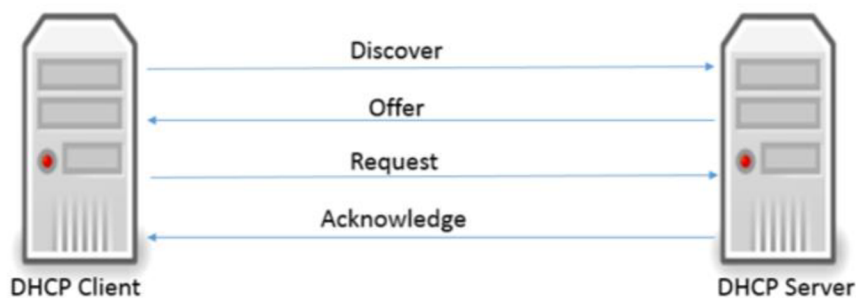 Discover
Offer
Request
Acknowledge
DHCP Client
DHCP Server